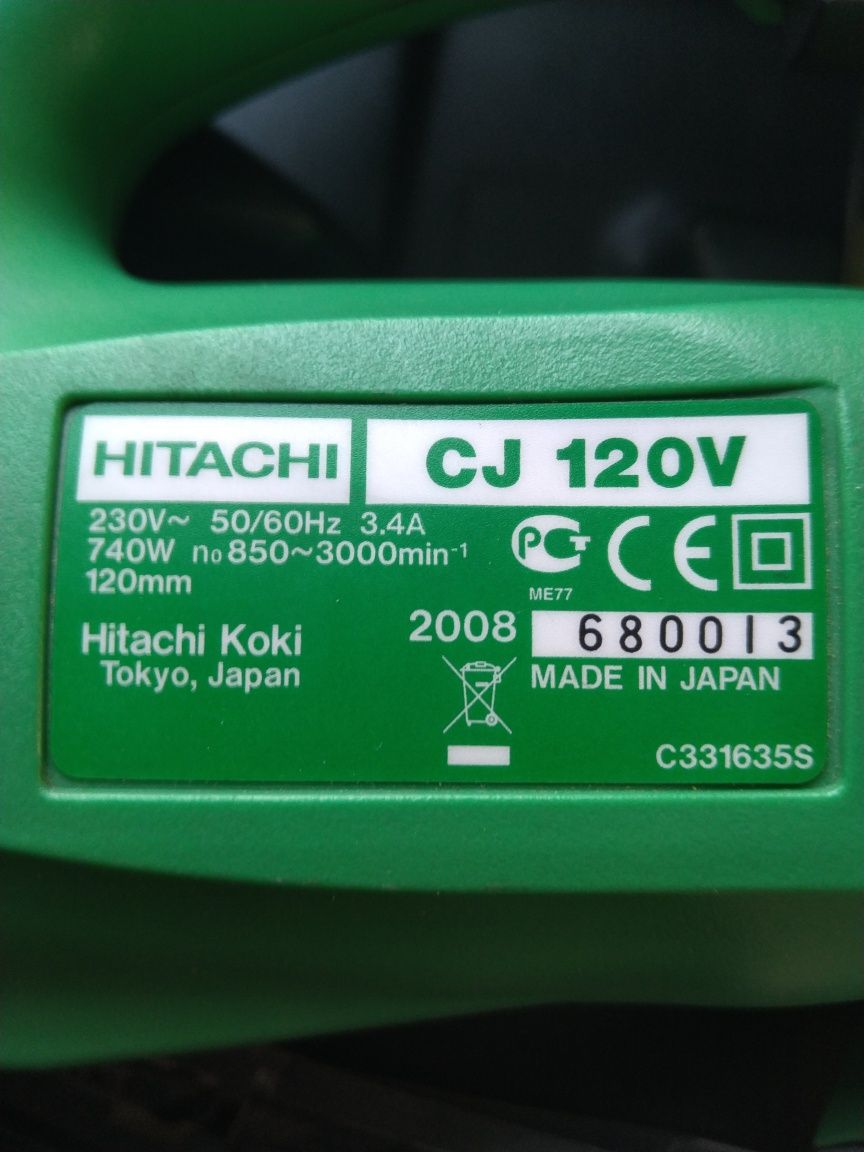 HITACHI CJ 120V
230V~ 50/60Hz 3.4A
740W n₀ 850~3000min⁻¹
120mm
PCT CE
ME77
Hitachi Koki
Tokyo, Japan
2008 680013
MADE IN JAPAN
C331635S